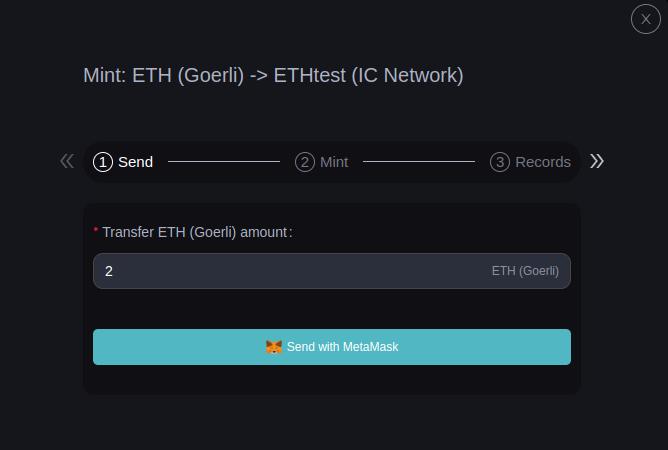 X
Mint: ETH (Goerli) -> ETHtest (IC Network)
1 Send 2 Mint 3 Records
* Transfer ETH (Goerli) amount:
2 ETH (Goerli)
Send with MetaMask